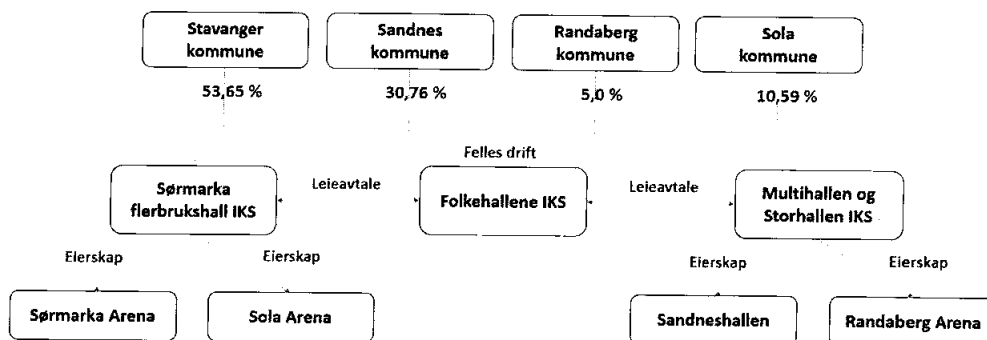 Stavanger
kommune
Sandnes
kommune
Randaberg
kommune
Sola
kommune
53,65 %
30,76 %
5,0 %
10,59 %
Felles drift
Sørmarka
flerbrukshall IKS
Leieavtale
Folkehallene IKS
Leieavtale
Multihallen og
Storhallen IKS
Eierskap
Eierskap
Eierskap
Eierskap
Sørmarka Arena
Sola Arena
Sandneshallen
Randaberg Arena